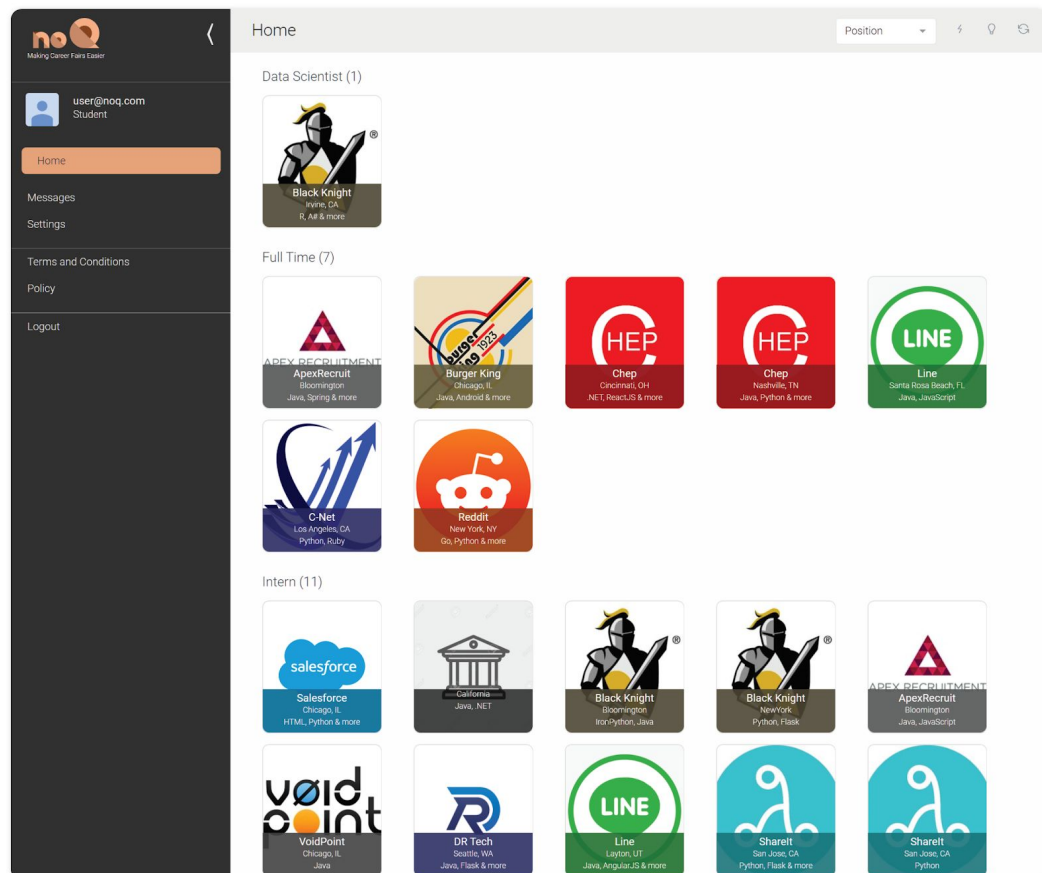 noQ
Making Career Fairs Easier
⟨
Home
Position
user@noq.com
Student
Home
Messages
Settings
Terms and Conditions
Policy
Logout
Data Scientist (1)
®
Black Knight
Irvine, CA
R, A# & more
Full Time (7)
APEX RECRUITMENT
ApexRecruit
Bloomington
Java, Spring & more
Burger King 1923
Burger King
Chicago, IL
Java, Android & more
CHEP
Chep
Cincinnati, OH
.NET, ReactJS & more
CHEP
Chep
Nashville, TN
Java, Python & more
LINE
Line
Santa Rosa Beach, FL
Java, JavaScript
C-Net
Los Angeles, CA
Python, Ruby
Reddit
New York, NY
Go, Python & more
Intern (11)
salesforce
Salesforce
Chicago, IL
HTML, Python & more
California
Java, .NET
®
Black Knight
Bloomington
IronPython, Java
®
Black Knight
NewYork
Python, Flask
APEX RECRUITMENT
ApexRecruit
Bloomington
Java, JavaScript
vøid
point
VoidPoint
Chicago, IL
Java
DR Tech
Seattle, WA
Java, Flask & more
LINE
Line
Layton, UT
Java, AngularJS & more
ShareIt
San Jose, CA
Python, Flask & more
ShareIt
San Jose, CA
Python